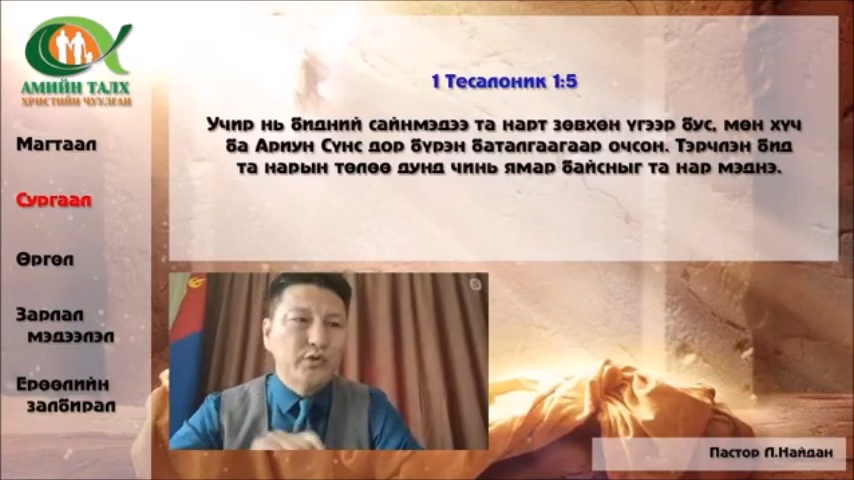 АМИЙН ТАЛХ
ХРИСТИЙН ЧУУЛГАН
Магтаал
Сургаал
Өргөл
Зарлал
мэдээлэл
Ерөөлийн
залбирал
1 Тесалоник 1:5
Учир нь бидний сайнмэдээ та нарт зөвхөн үгээр бус, мөн хүч
ба Ариун Сүнс дор бүрэн баталгаагаар очсон. Тэрчлэн бид
та нарын төлөө дунд чинь ямар байсныг та нар мэднэ.
Пастор Л.Найдан